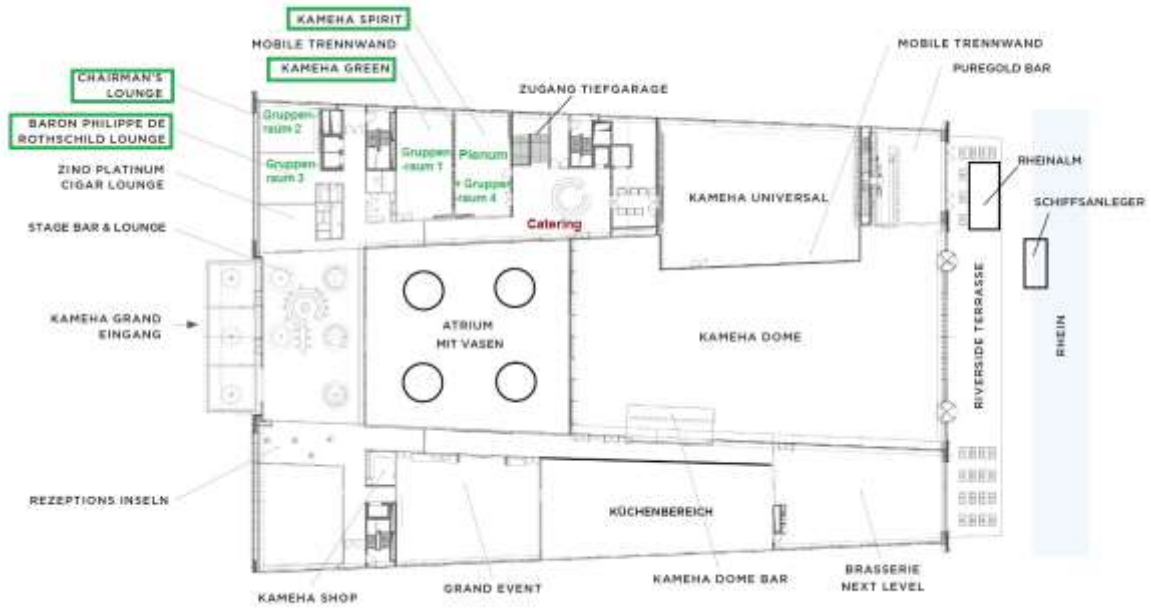 KAMEHA SPIRIT
MOBILE TRENNWAND
KAMEHA GREEN
CHAIRMAN'S
LOUNGE
BARON PHILIPPE DE
ROTHSCHILD LOUNGE
ZINO PLATINUM
CIGAR LOUNGE
STAGE BAR & LOUNGE
KAMEHA GRAND
EINGANG
REZEPTIONS INSELN
KAMEHA SHOP
GRAND EVENT
KAMEHA DOME BAR
BRASSERIE
NEXT LEVEL
ZUGANG TIEFGARAGE
MOBILE TRENNWAND
PUREGOLD BAR
RHEINALM
SCHIFFSANLEGER
RIVERSIDE TERRASSE
RHEIN
Gruppen-
raum 2
Gruppen-
raum 3
Gruppen
-raum 1
Plenum
+ Gruppen
raum 4
Catering
KAMEHA UNIVERSAL
KAMEHA DOME
ATRIUM
MIT VASEN
KÜCHENBEREICH